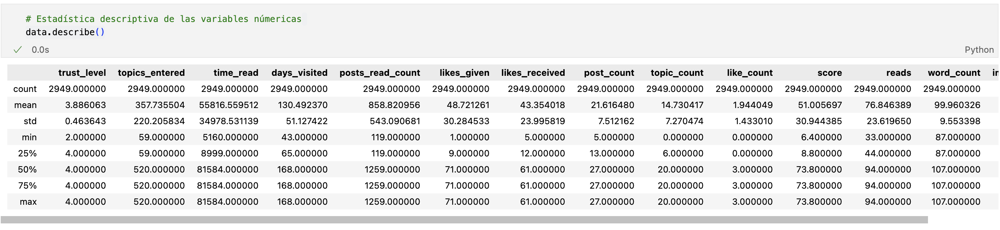 # Estadística descriptiva de las variables númericas
data.describe()
0.0s
Python
trust_level topics_entered time_read days_visited posts_read_count likes_given likes_received post_count topic_count like_count score reads word_count in
count 2949.000000 2949.000000 2949.000000 2949.000000 2949.000000 2949.000000 2949.000000 2949.000000 2949.000000 2949.000000 2949.000000 2949.000000 2949.000000
mean 3.886063 357.735504 55816.559512 130.492370 858.820956 48.721261 43.354018 21.616480 14.730417 1.944049 51.005697 76.846389 99.960326
std 0.463643 220.205834 34978.531139 51.127422 543.090681 30.284533 23.995819 7.512162 7.270474 1.433010 30.944385 23.619650 9.553398
min 2.000000 59.000000 5160.000000 43.000000 119.000000 1.000000 5.000000 5.000000 0.000000 0.000000 6.400000 33.000000 87.000000
25% 4.000000 59.000000 8999.000000 65.000000 119.000000 9.000000 12.000000 13.000000 6.000000 0.000000 8.800000 44.000000 87.000000
50% 4.000000 520.000000 81584.000000 168.000000 1259.000000 71.000000 61.000000 27.000000 20.000000 3.000000 73.800000 94.000000 107.000000
75% 4.000000 520.000000 81584.000000 168.000000 1259.000000 71.000000 61.000000 27.000000 20.000000 3.000000 73.800000 94.000000 107.000000
max 4.000000 520.000000 81584.000000 168.000000 1259.000000 71.000000 61.000000 27.000000 20.000000 3.000000 73.800000 94.000000 107.000000